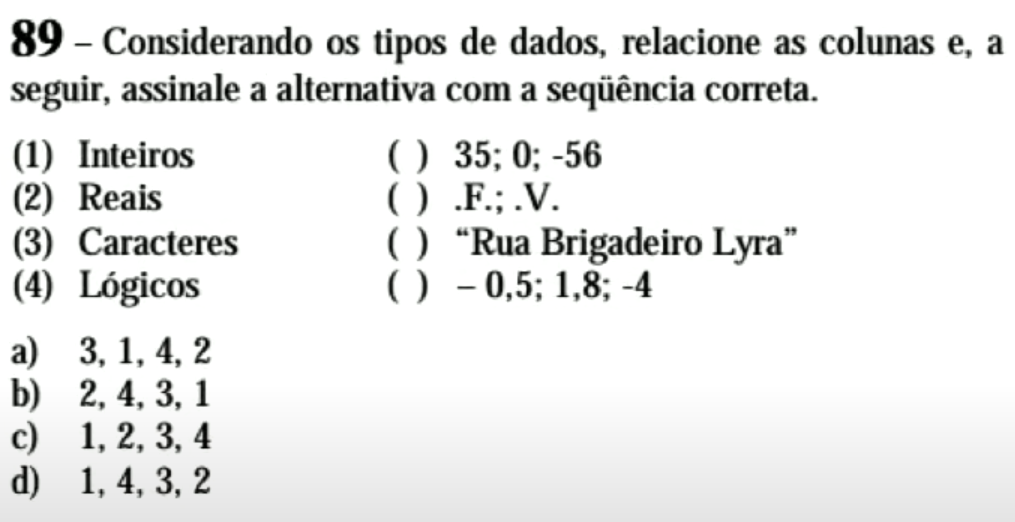 89 – Considerando os tipos de dados, relacione as colunas e, a
seguir, assinale a alternativa com a seqüência correta.
(1) Inteiros ( ) 35; 0; -56
(2) Reais ( ) .F.; .V.
(3) Caracteres ( ) “Rua Brigadeiro Lyra”
(4) Lógicos ( ) – 0,5; 1,8; -4
a) 3, 1, 4, 2
b) 2, 4, 3, 1
c) 1, 2, 3, 4
d) 1, 4, 3, 2